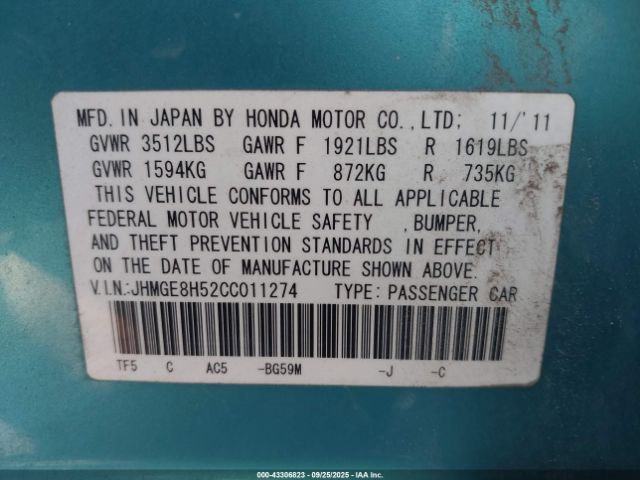 MFD. IN JAPAN BY HONDA MOTOR CO.,LTD; 11/'11
GVWR 3512LBS GAWR F 1921LBS R 1619LBS
GVWR 1594KG GAWR F 872KG R 735KG
THIS VEHICLE CONFORMS TO ALL APPLICABLE
FEDERAL MOTOR VEHICLE SAFETY ,BUMPER,
AND THEFT PREVENTION STANDARDS IN EFFECT
ON THE DATE OF MANUFACTURE SHOWN ABOVE.
V.I.N.:JHMGE8H52CC011274 TYPE: PASSENGER CAR
TF5 C AC5 -BG59M -J -C
000-43306823 - 09/25/2025 - IAAI.COM